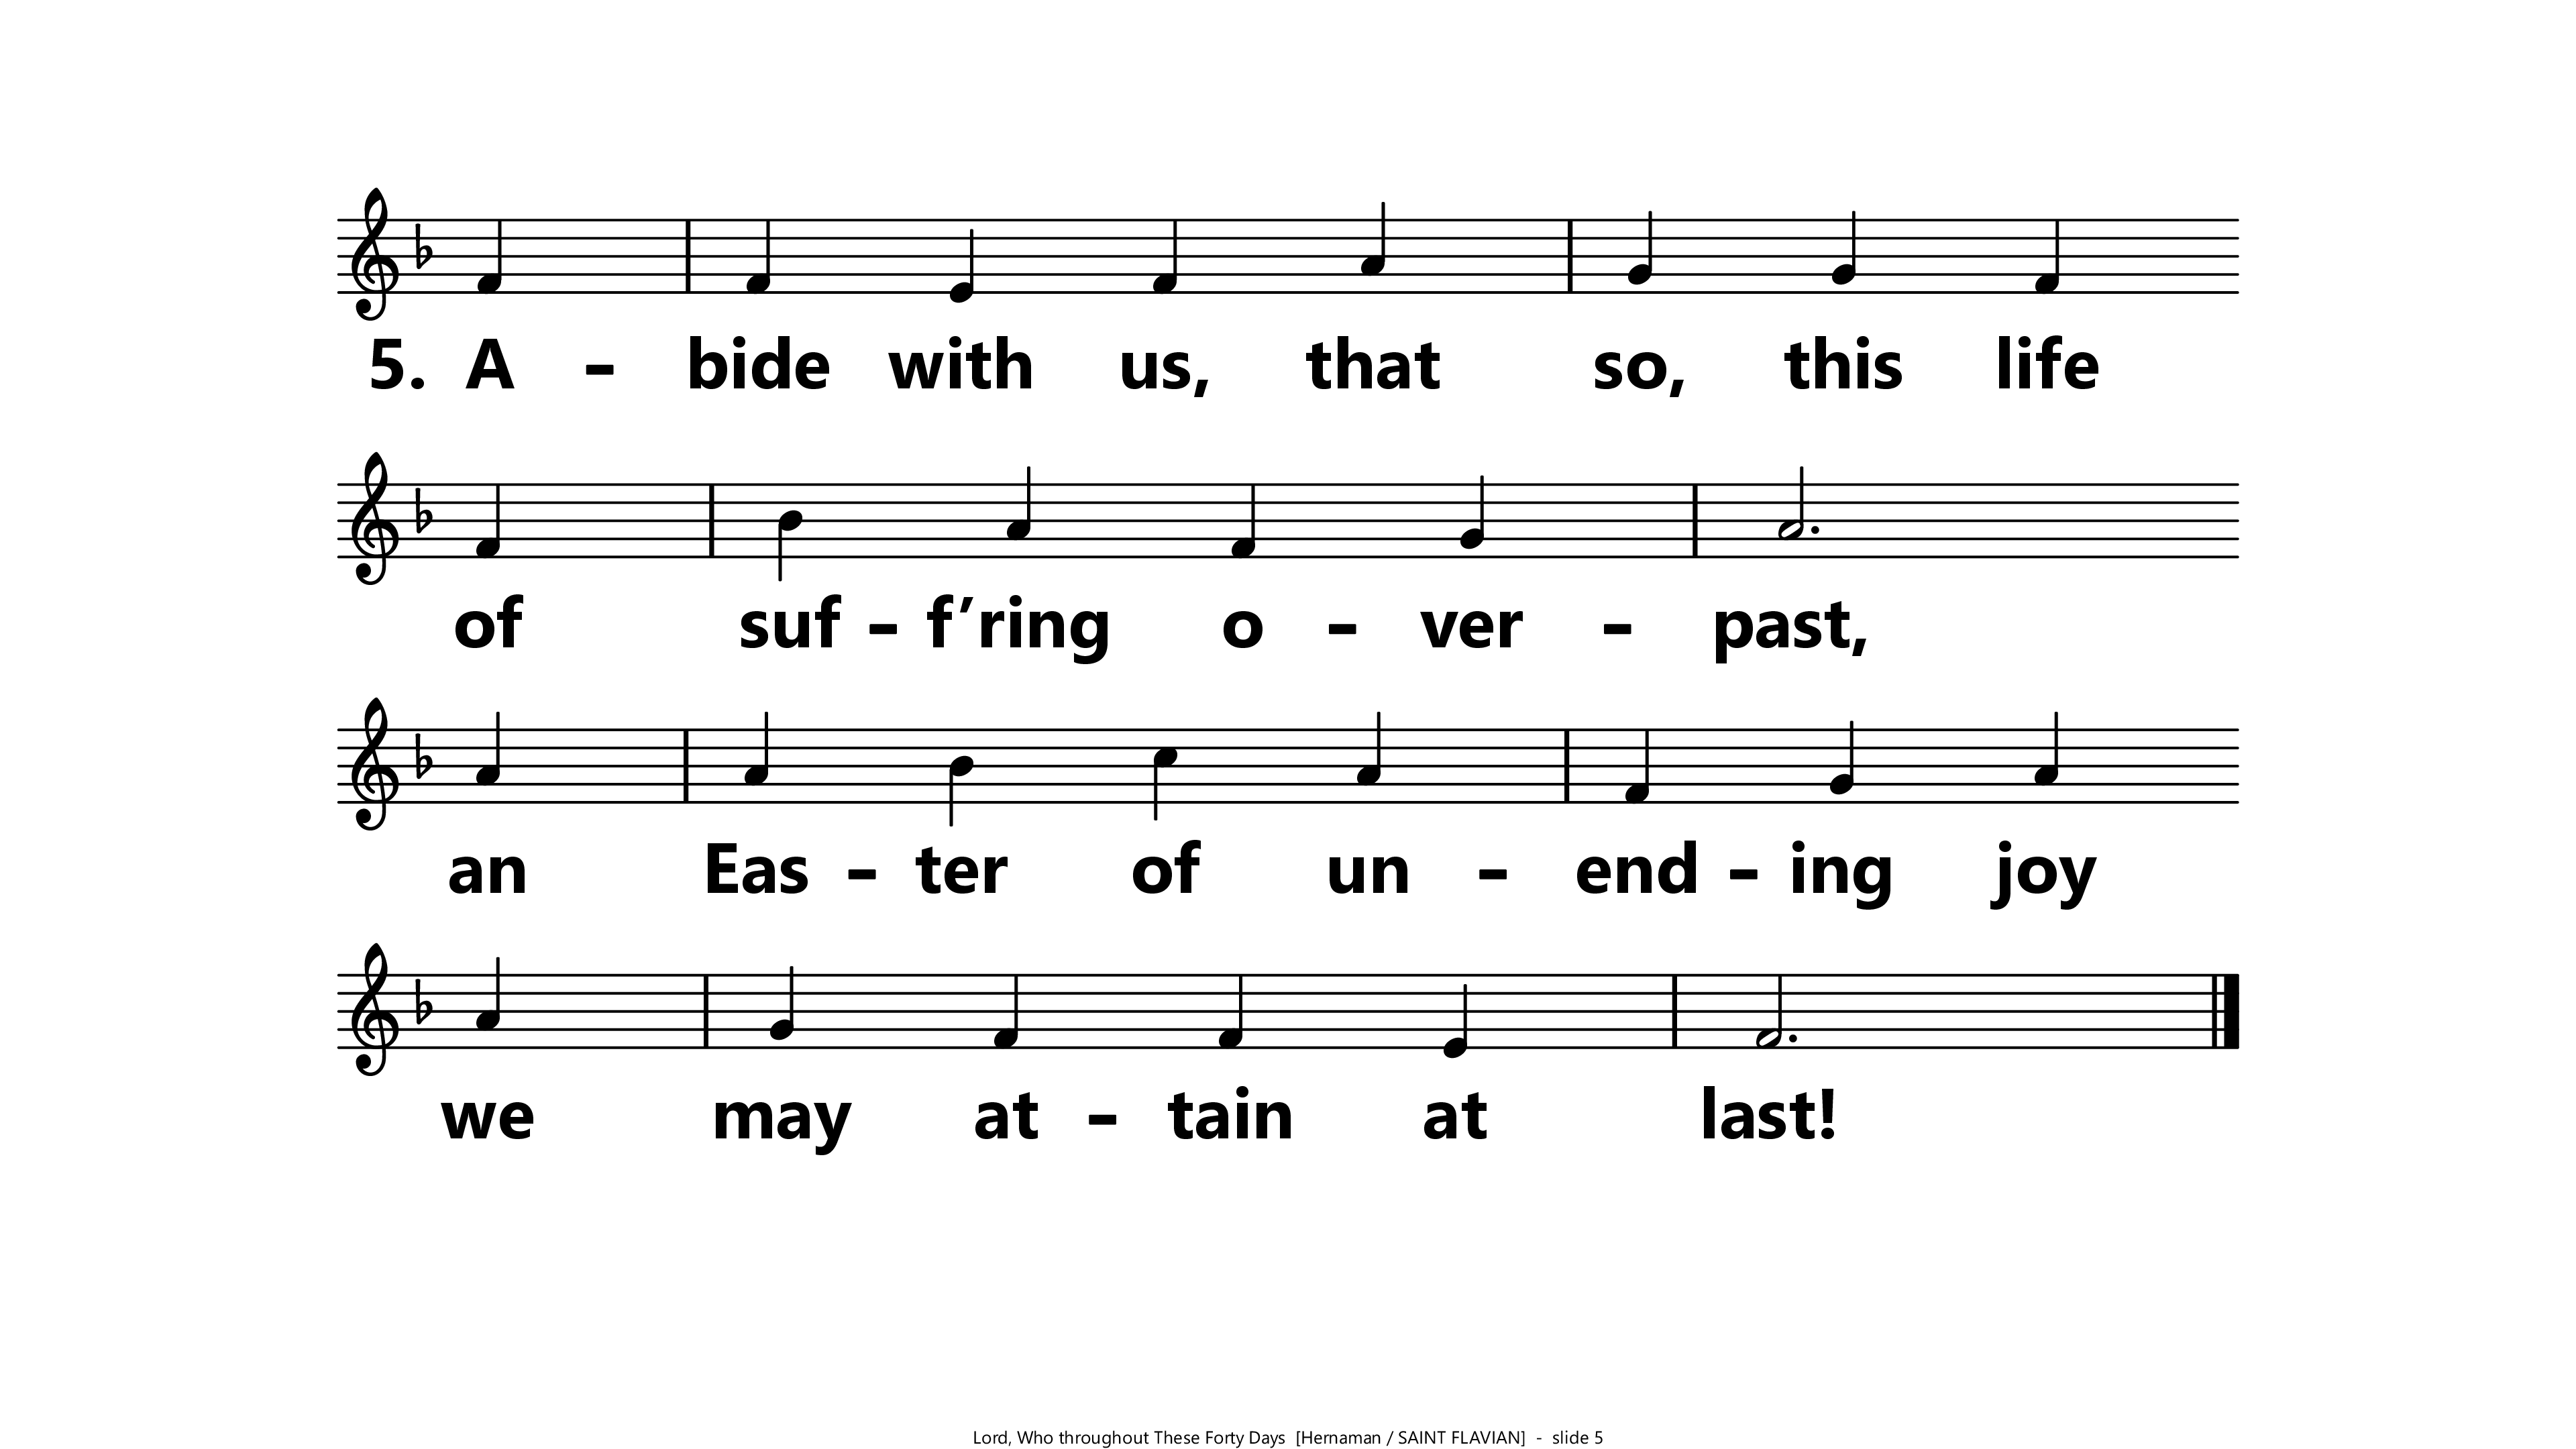 5. A - bide with us, that so, this life
of suf - f’ring o - ver - past,
an Eas - ter of un - end - ing joy
we may at - tain at last!
Lord, Who throughout These Forty Days [Hernaman / SAINT FLAVIAN] - slide 5